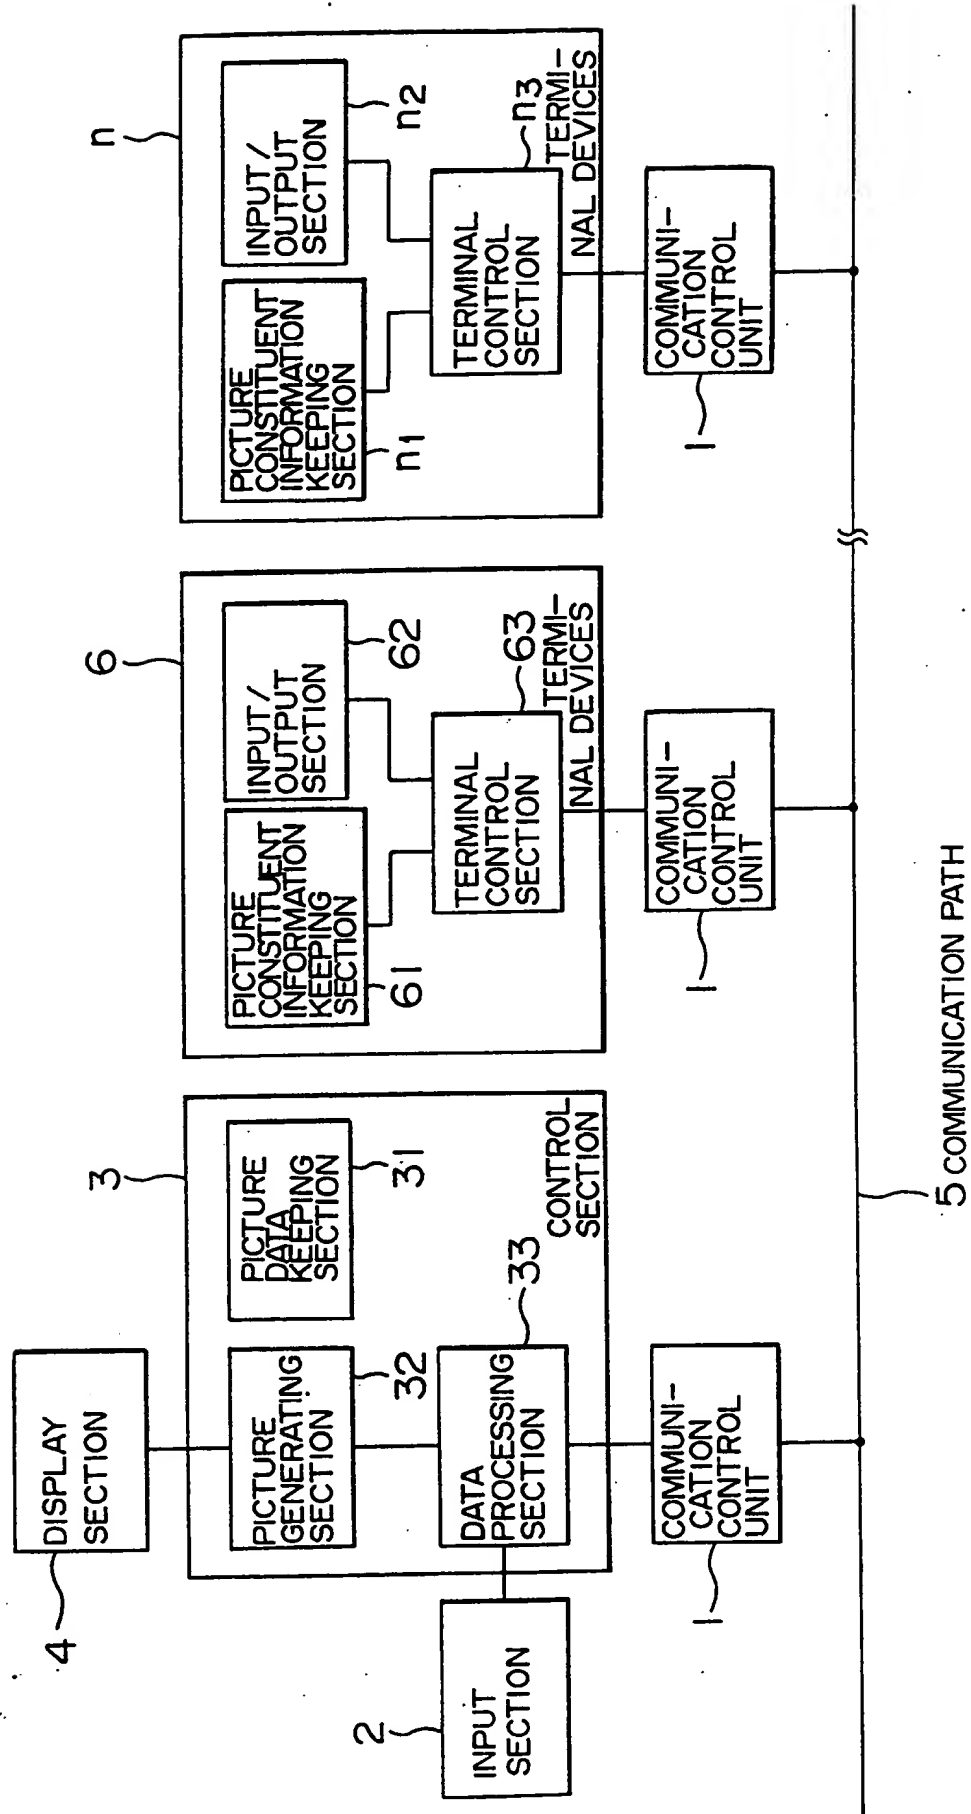 4
DISPLAY
SECTION
2
INPUT
SECTION
3
PICTURE
GENERATING
SECTION
32
PICTURE
DATA
KEEPING
SECTION
31
DATA
PROCESSING
SECTION
33
CONTROL
SECTION
COMMUNI-
CATION
CONTROL
UNIT
1
6
PICTURE
CONSTITUENT
INFORMATION
KEEPING
SECTION
61
INPUT/
OUTPUT
SECTION
62
TERMINAL
CONTROL
SECTION
63
TERMI-
NAL DEVICES
COMMUNI-
CATION
CONTROL
UNIT
1
n
PICTURE
CONSTITUENT
INFORMATION
KEEPING
SECTION
n1
INPUT/
OUTPUT
SECTION
n2
TERMINAL
CONTROL
SECTION
n3
TERMI-
NAL DEVICES
COMMUNI-
CATION
CONTROL
UNIT
1
5 COMMUNICATION PATH